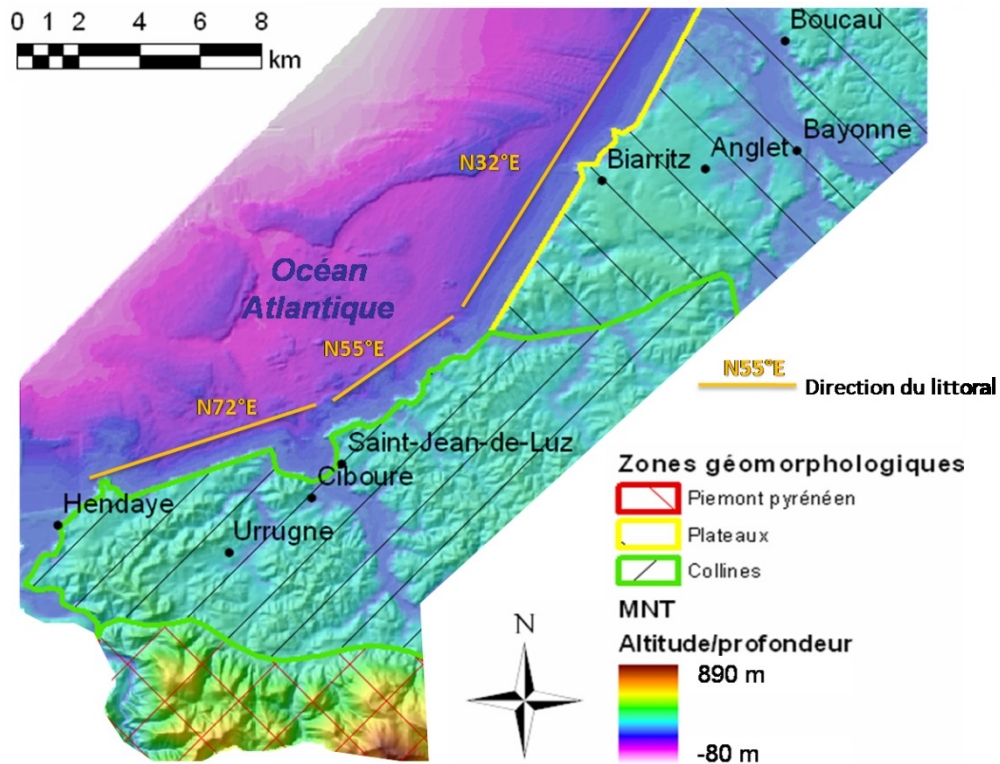 0 1 2 4 6 8
km
Boucau
Bayonne
Anglet
Biarritz
N32°E
Océan
Atlantique
N55°E
N72°E
N55°E
Direction du littoral
Saint-Jean-de-Luz
Ciboure
Hendaye
Urrugne
Zones géomorphologiques
Piemont pyrénéen
Plateaux
Collines
MNT
Altitude/profondeur
890 m
-80 m
N